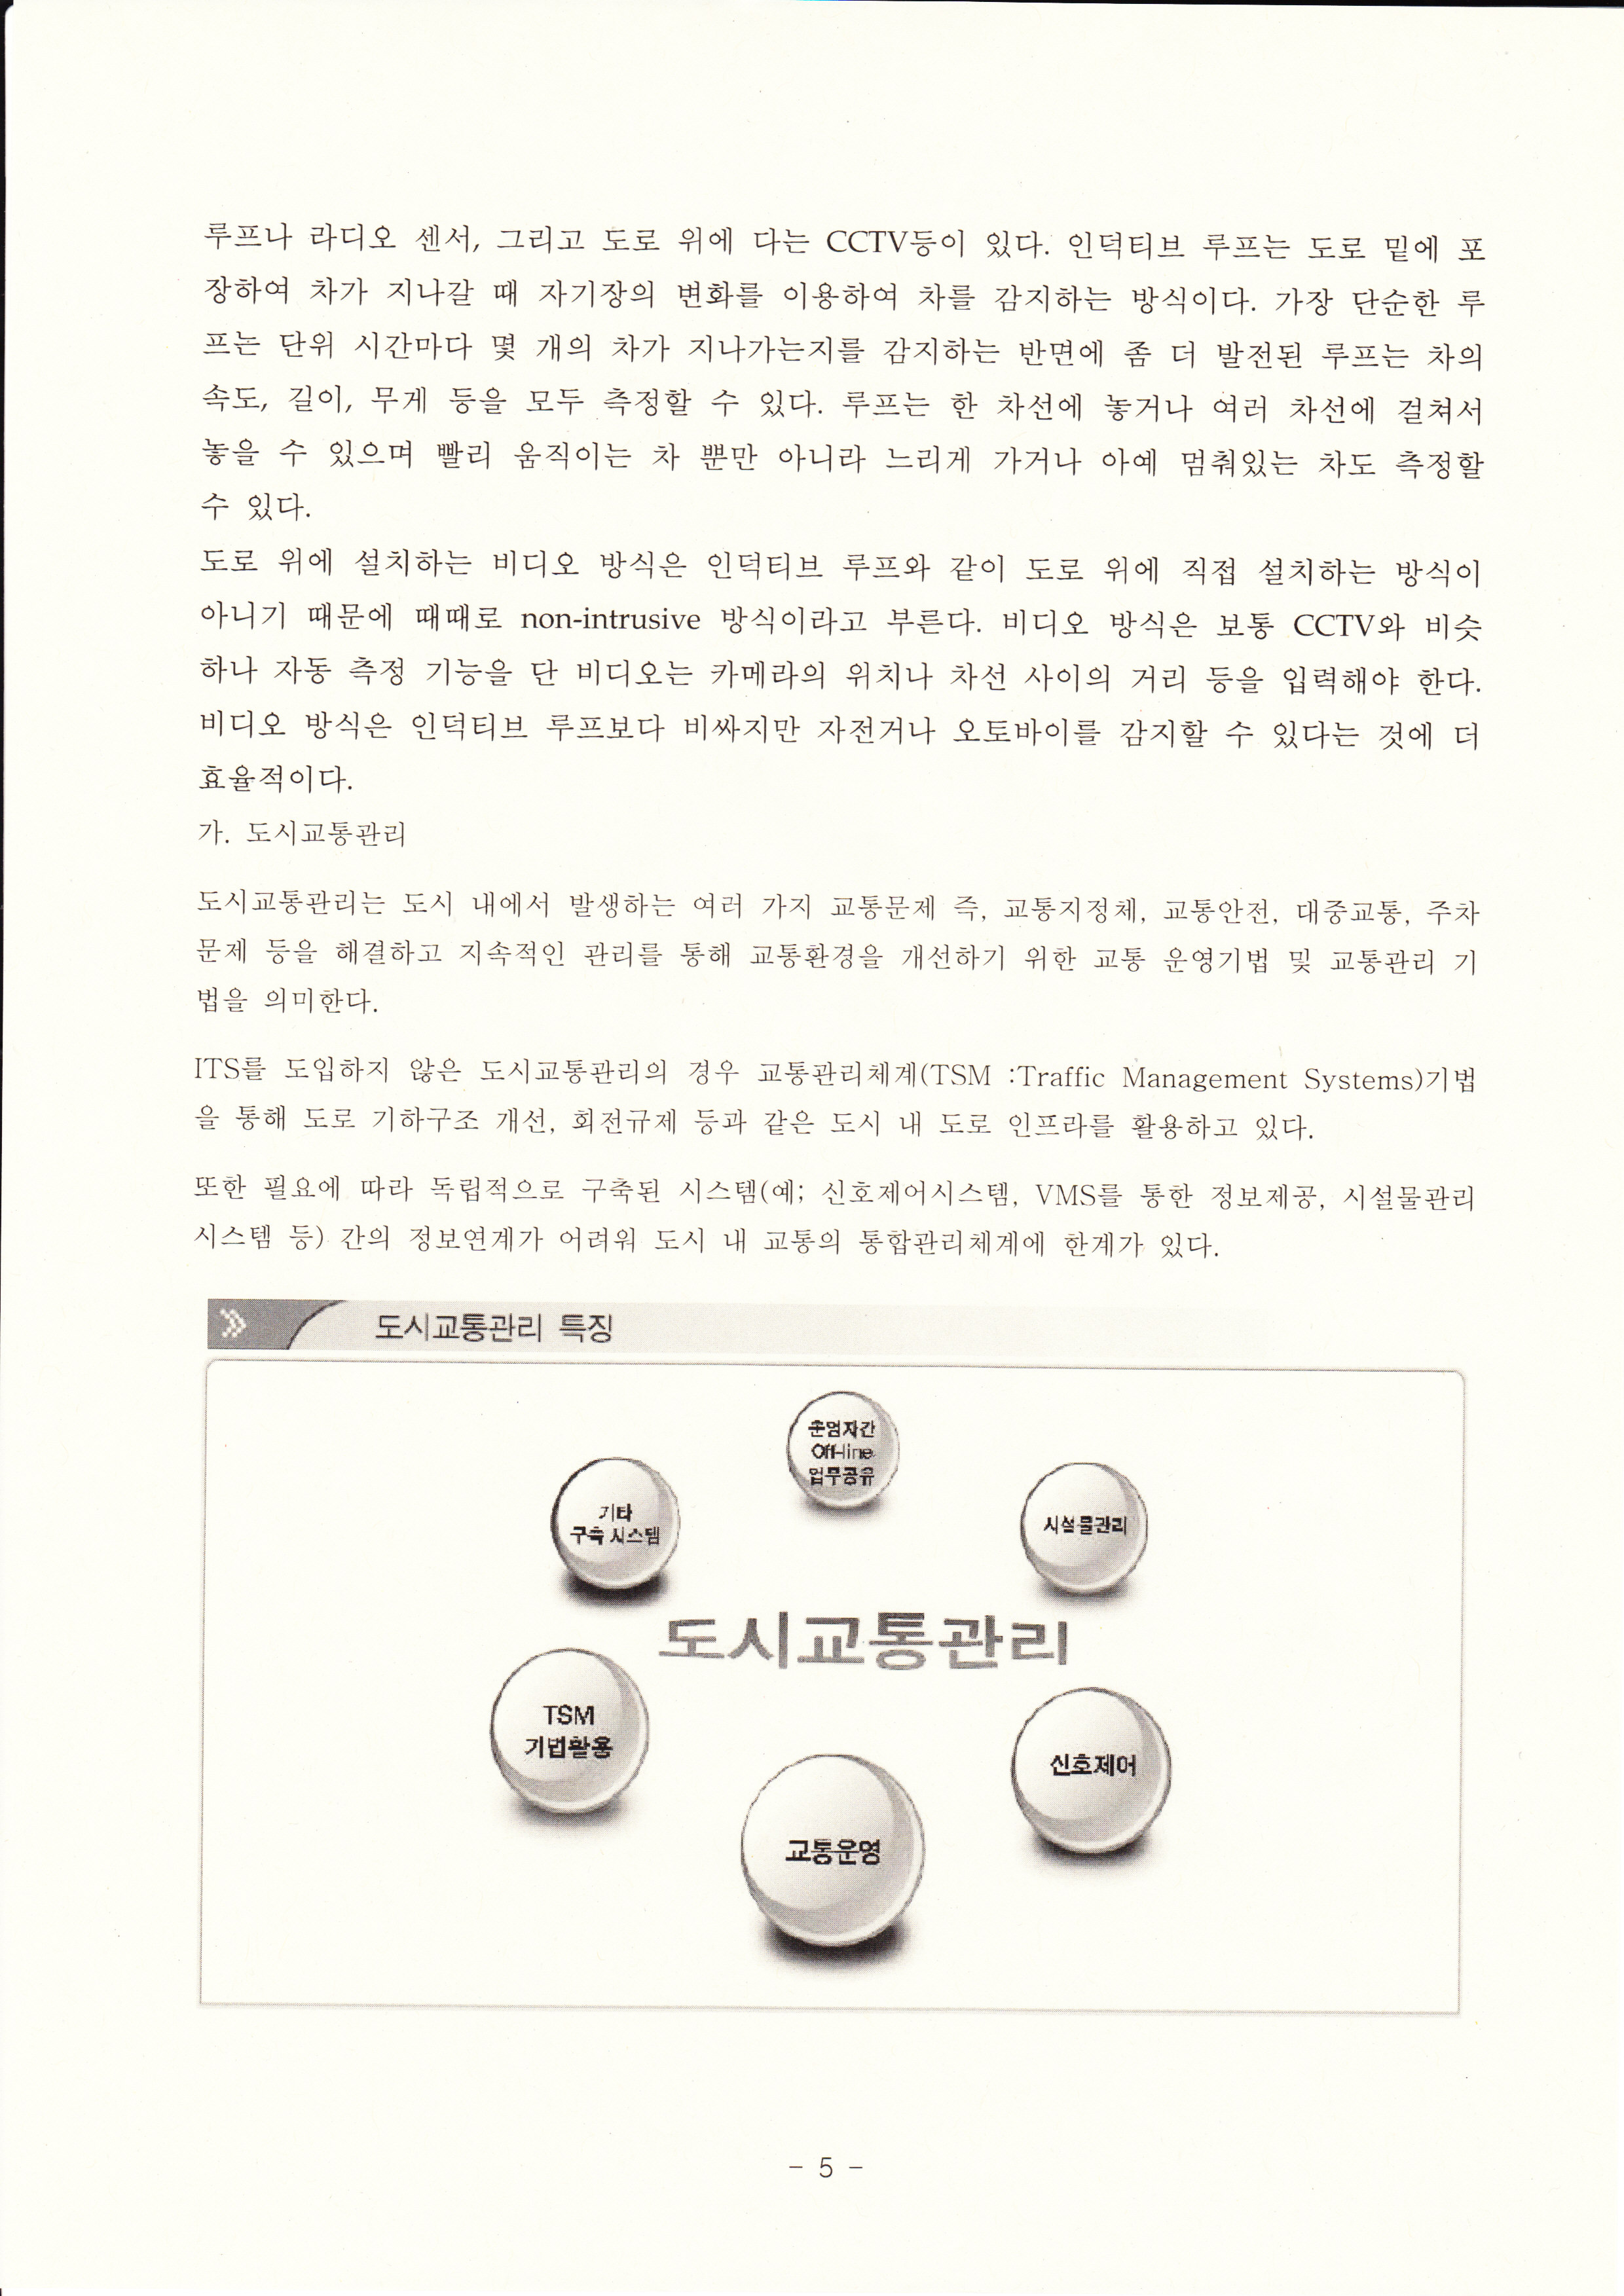 루프나 라디오 센서, 그리고 도로 위에 다는 CCTV등이 있다. 인덕티브 루프는 도로 밑에 포
장하여 차가 지나갈 때 자기장의 변화를 이용하여 차를 감지하는 방식이다. 가장 단순한 루
프는 단위 시간마다 몇 개의 차가 지나가는지를 감지하는 반면에 좀 더 발전된 루프는 차의
속도, 길이, 무게 등을 모두 측정할 수 있다. 루프는 한 차선에 놓거나 여러 차선에 걸쳐서
놓을 수 있으며 빨리 움직이는 차 뿐만 아니라 느리게 가거나 아예 멈춰있는 차도 측정할
수 있다.
도로 위에 설치하는 비디오 방식은 인덕티브 루프와 같이 도로 위에 직접 설치하는 방식이
아니기 때문에 때때로 non-intrusive 방식이라고 부른다. 비디오 방식은 보통 CCTV와 비슷
하나 자동 측정 기능을 단 비디오는 카메라의 위치나 차선 사이의 거리 등을 입력해야 한다.
비디오 방식은 인덕티브 루프보다 비싸지만 자전거나 오토바이를 감지할 수 있다는 것에 더
효율적이다.
가. 도시교통관리
도시교통관리는 도시 내에서 발생하는 여러 가지 교통문제 즉, 교통지정체, 교통안전, 대중교통, 주차
문제 등을 해결하고 지속적인 관리를 통해 교통환경을 개선하기 위한 교통 운영기법 및 교통관리 기
법을 의미한다.
ITS를 도입하지 않은 도시교통관리의 경우 교통관리체계(TSM :Traffic Management Systems)기법
을 통해 도로 기하구조 개선, 회전규제 등과 같은 도시 내 도로 인프라를 활용하고 있다.
또한 필요에 따라 독립적으로 구축된 시스템(예; 신호제어시스템, VMS를 통한 정보제공, 시설물관리
시스템 등) 간의 정보연계가 어려워 도시 내 교통의 통합관리체계에 한계가 있다.
도시교통관리 특징
운영자간
Off-line
업무공유
기타
구축 시스템
시설물관리
도시교통관리
TSM
기법활용
신호제어
교통운영
- 5 -